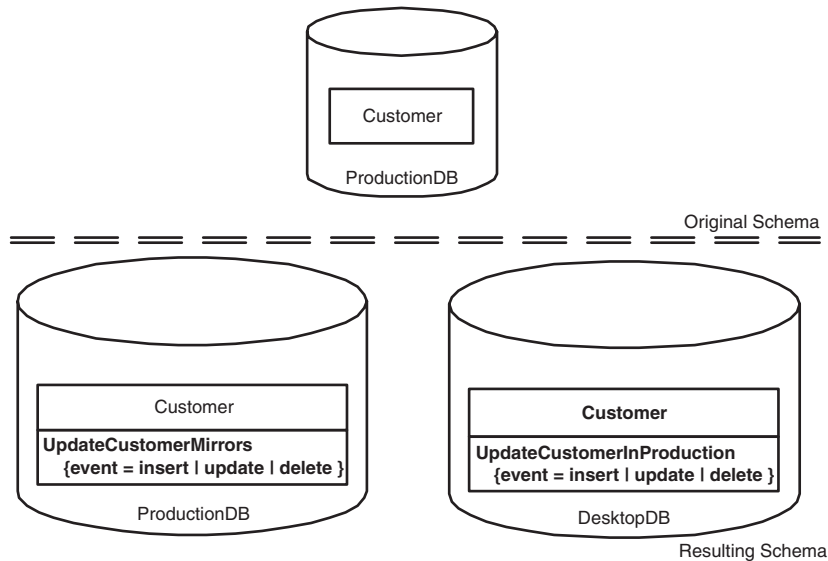 Customer
ProductionDB
Original Schema
Customer
UpdateCustomerMirrors
{event = insert | update | delete }
ProductionDB
Customer
UpdateCustomerInProduction
{event = insert | update | delete }
DesktopDB
Resulting Schema